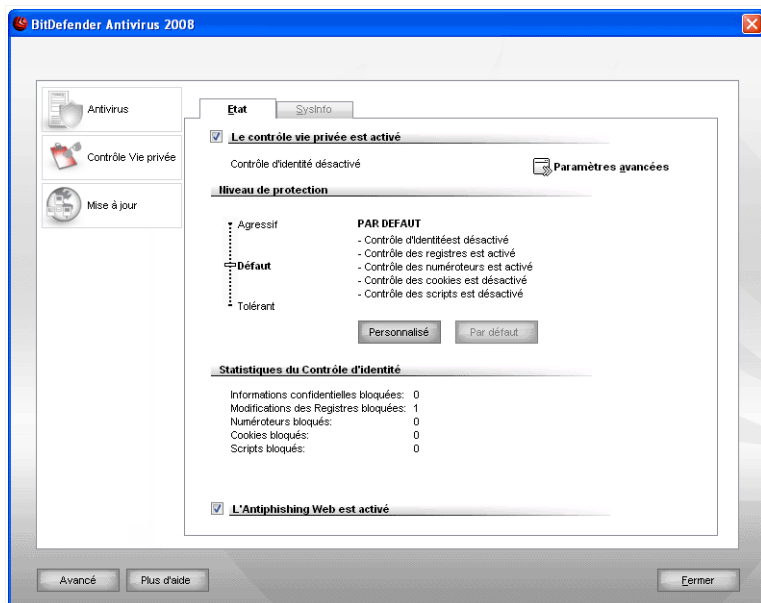 BitDefender Antivirus 2008
Antivirus
Contrôle Vie privée
Mise à jour
Etat
SysInfo
Le contrôle vie privée est activé
Contrôle d'identité désactivé
Paramètres avancées
Niveau de protection
Agressif
Défaut
Tolérant
PAR DEFAUT
- Contrôle d'Identitéest désactivé
- Contrôle des registres est activé
- Contrôle des numéroteurs est activé
- Contrôle des cookies est désactivé
- Contrôle des scripts est désactivé
Personnalisé
Par défaut
Statistiques du Contrôle d'identité
Informations confidentielles bloquées: 0
Modifications des Registres bloquées: 1
Numéroteurs bloqués: 0
Cookies bloqués: 0
Scripts bloqués: 0
L'Antiphishing Web est activé
Avancé
Plus d'aide
Fermer